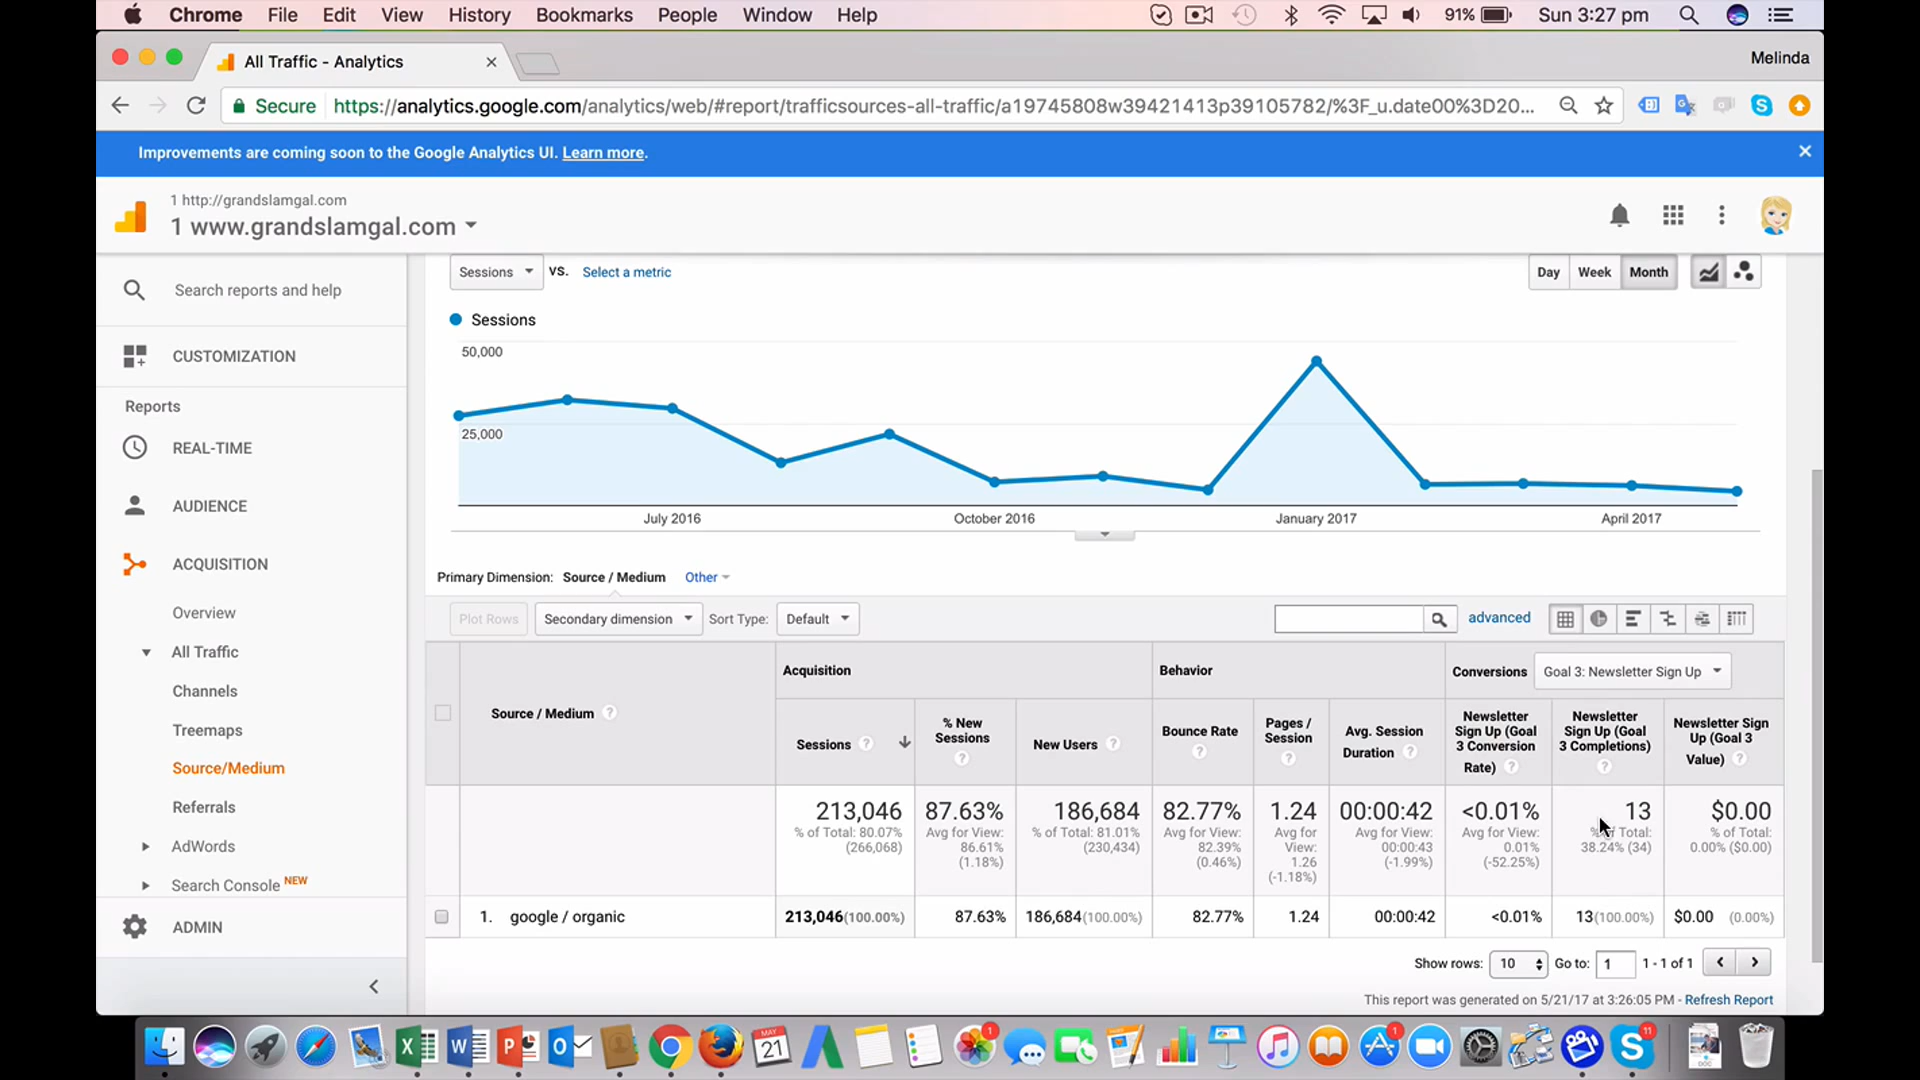 Chrome File Edit View History Bookmarks People Window Help 91% Sun 3:27 pm
All Traffic - Analytics
Melinda
Secure https://analytics.google.com/analytics/web/#report/trafficsources-all-traffic/a19745808w39421413p39105782/%3F_u.date00%3D20...
Improvements are coming soon to the Google Analytics UI. Learn more.
1 http://grandslamgal.com
1 www.grandslamgal.com
Search reports and help
CUSTOMIZATION
Reports
REAL-TIME
AUDIENCE
ACQUISITION
Overview
All Traffic
Channels
Treemaps
Source/Medium
Referrals
AdWords
Search Console NEW
ADMIN
Sessions VS. Select a metric
Day Week Month
Sessions
50,000
25,000
July 2016 October 2016 January 2017 April 2017
Primary Dimension: Source / Medium Other
Plot Rows Secondary dimension Sort Type: Default advanced
Source / Medium
Acquisition
Behavior
Conversions Goal 3: Newsletter Sign Up
Sessions
% New Sessions
New Users
Bounce Rate
Pages / Session
Avg. Session Duration
Newsletter Sign Up (Goal 3 Conversion Rate)
Newsletter Sign Up (Goal 3 Completions)
Newsletter Sign Up (Goal 3 Value)
213,046
% of Total: 80.07%
(266,068)
87.63%
Avg for View:
86.61%
(1.18%)
186,684
% of Total: 81.01%
(230,434)
82.77%
Avg for View:
82.39%
(0.46%)
1.24
Avg for
View:
1.26
(-1.18%)
00:00:42
Avg for View:
00:00:43
(-1.99%)
<0.01%
Avg for View:
0.01%
(-52.25%)
13
% of Total:
38.24% (34)
$0.00
% of Total:
0.00% ($0.00)
1. google / organic 213,046(100.00%) 87.63% 186,684(100.00%) 82.77% 1.24 00:00:42 <0.01% 13(100.00%) $0.00 (0.00%)
Show rows: 10 Go to: 1 1 - 1 of 1
This report was generated on 5/21/17 at 3:26:05 PM - Refresh Report
MAY
21
1
1
11